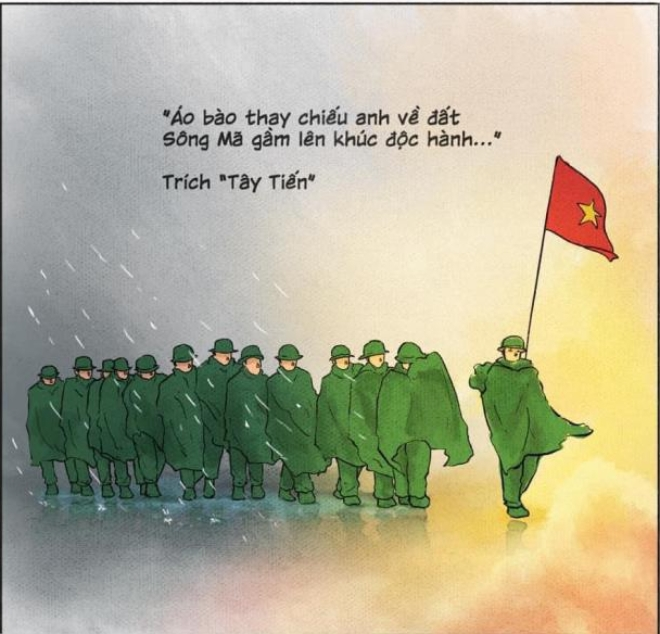 "Áo bào thay chiếu anh về đất
Sông Mã gầm lên khúc độc hành..."
Trích "Tây Tiến"